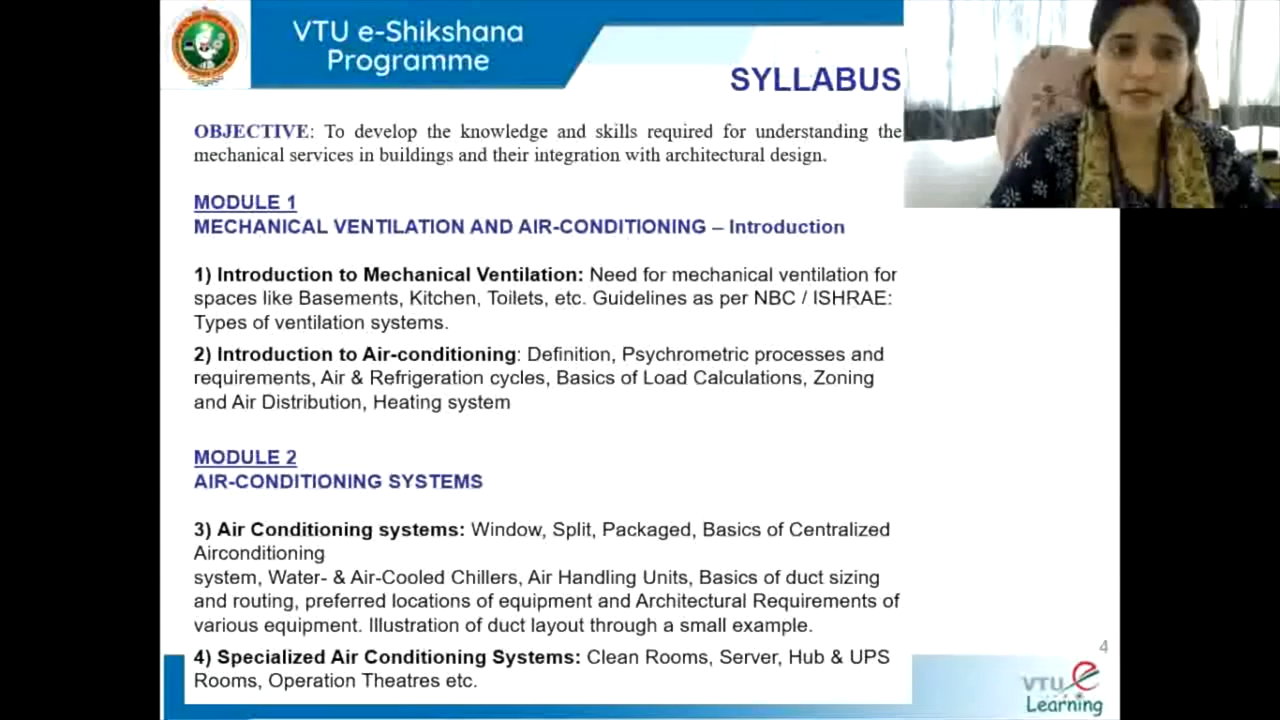 VTU e-Shikshana
Programme
SYLLABUS
OBJECTIVE: To develop the knowledge and skills required for understanding the
mechanical services in buildings and their integration with architectural design.
MODULE 1
MECHANICAL VENTILATION AND AIR-CONDITIONING – Introduction
1) Introduction to Mechanical Ventilation: Need for mechanical ventilation for
spaces like Basements, Kitchen, Toilets, etc. Guidelines as per NBC / ISHRAE:
Types of ventilation systems.
2) Introduction to Air-conditioning: Definition, Psychrometric processes and
requirements, Air & Refrigeration cycles, Basics of Load Calculations, Zoning
and Air Distribution, Heating system
MODULE 2
AIR-CONDITIONING SYSTEMS
3) Air Conditioning systems: Window, Split, Packaged, Basics of Centralized
Airconditioning
system, Water- & Air-Cooled Chillers, Air Handling Units, Basics of duct sizing
and routing, preferred locations of equipment and Architectural Requirements of
various equipment. Illustration of duct layout through a small example.
4) Specialized Air Conditioning Systems: Clean Rooms, Server, Hub & UPS
Rooms, Operation Theatres etc.
4
VTU e
Learning